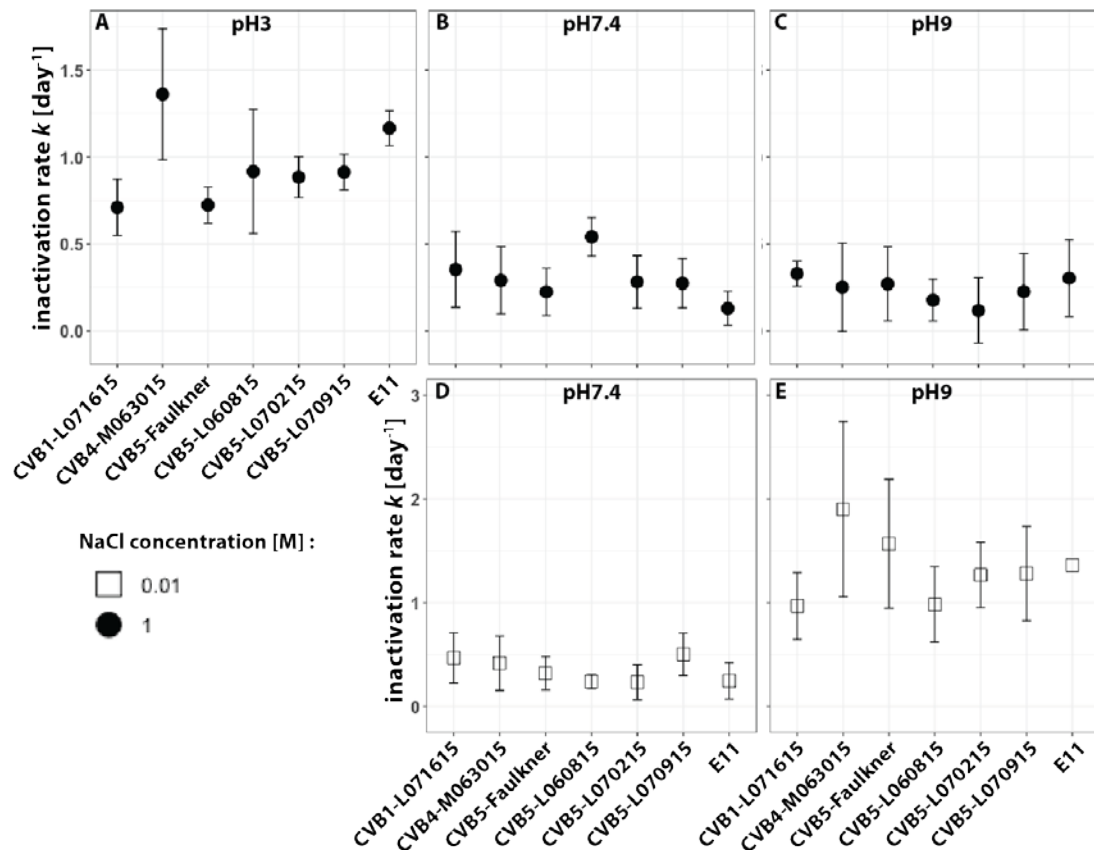 A pH3
B pH7.4
C pH9
inactivation rate k [day⁻¹]
1.5
1.0
0.5
0.0
CVB1-L071615
CVB4-M063015
CVB5-Faulkner
CVB5-L060815
CVB5-L070215
CVB5-L070915
E11
D pH7.4
E pH9
inactivation rate k [day⁻¹]
3
2
1
0
NaCl concentration [M] :
0.01
1
CVB1-L071615
CVB4-M063015
CVB5-Faulkner
CVB5-L060815
CVB5-L070215
CVB5-L070915
E11
CVB1-L071615
CVB4-M063015
CVB5-Faulkner
CVB5-L060815
CVB5-L070215
CVB5-L070915
E11